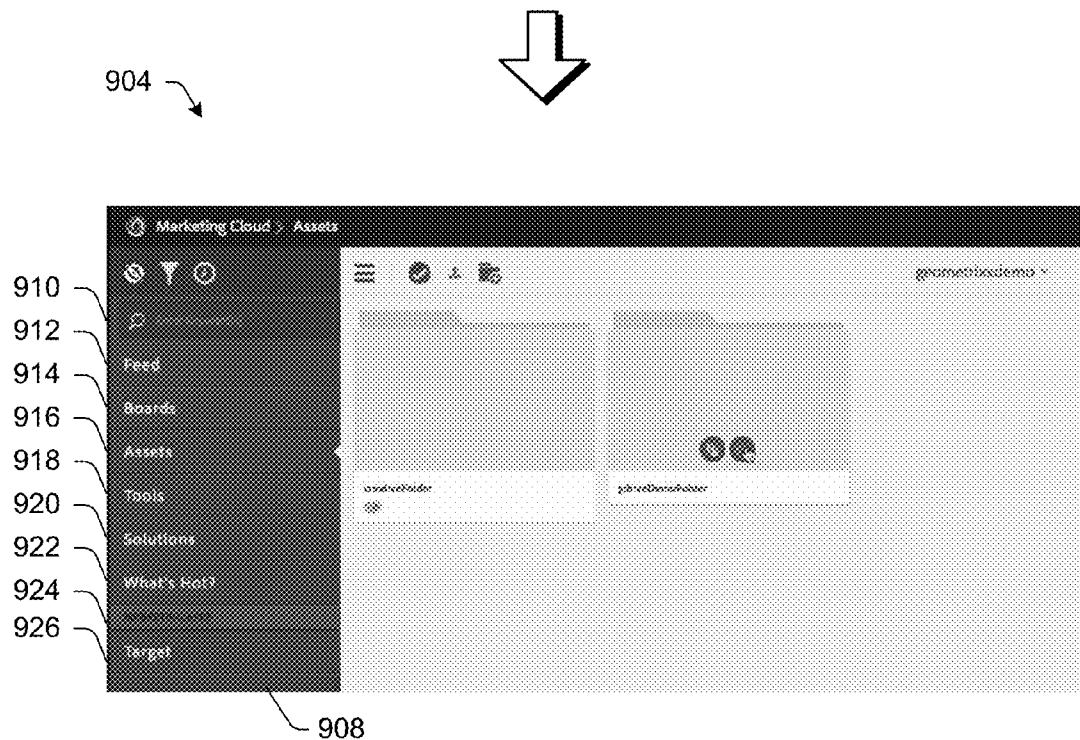 904
Marketing Cloud > Assets
geometrixxdemo
910
912
Feed
914
Boards
916
Assets
918
Tools
920
Solutions
922
What's Hot?
924
926
Target
908